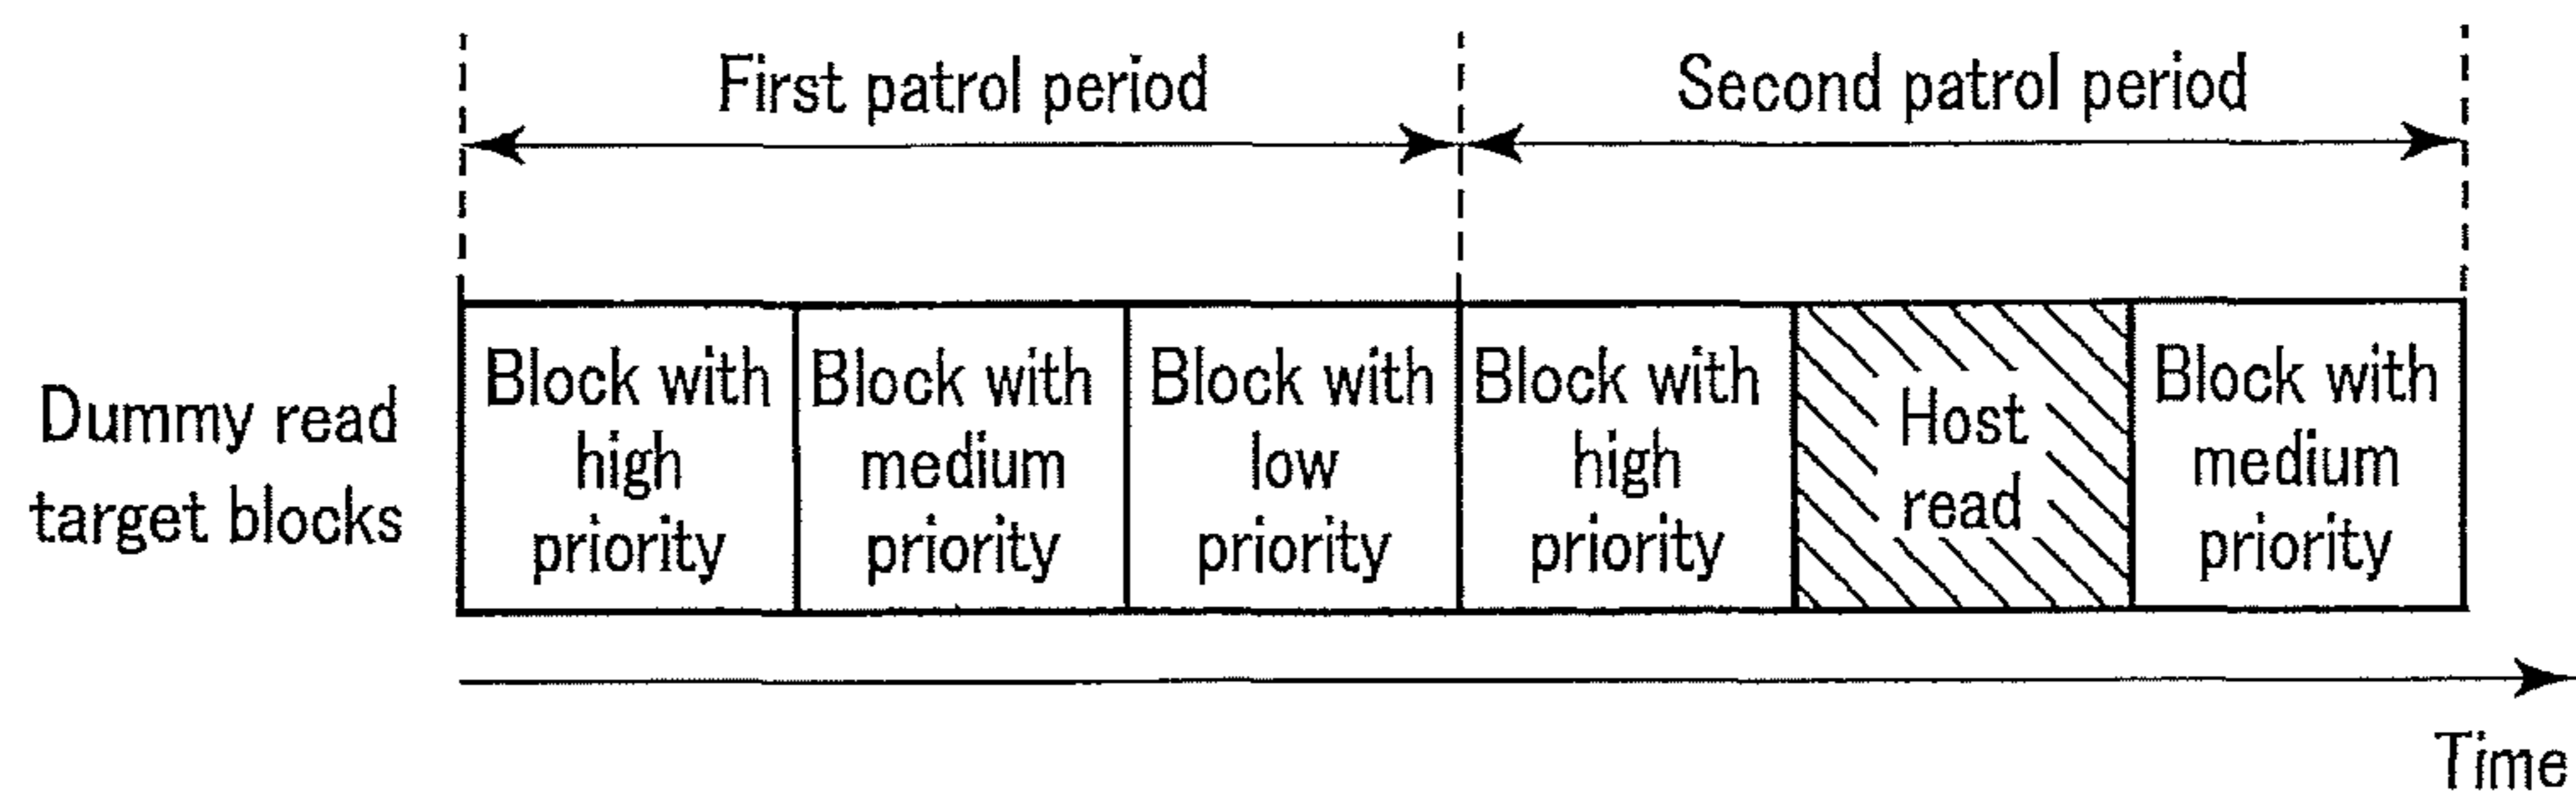 First patrol period
Second patrol period
Dummy read
target blocks
Block with
high
priority
Block with
medium
priority
Block with
low
priority
Block with
high
priority
Host
read
Block with
medium
priority
Time